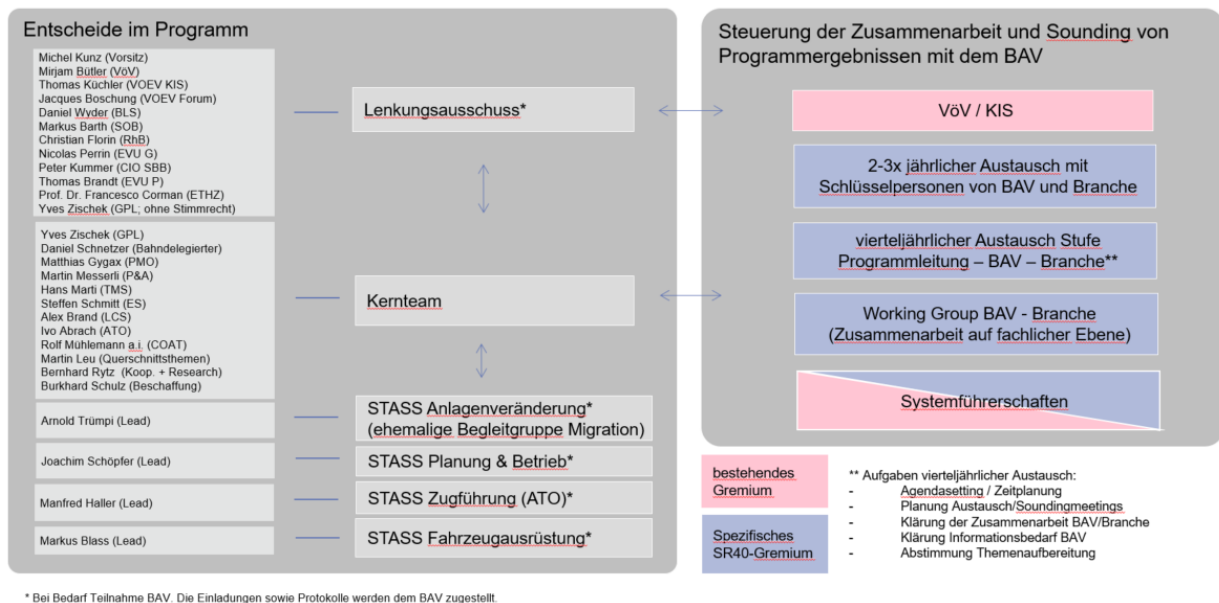 Entscheide im Programm
Michel Kunz (Vorsitz)
Mirjam Bütler (VöV)
Thomas Küchler (VOEV KIS)
Jacques Boschung (VOEV Forum)
Daniel Wyder (BLS)
Markus Barth (SOB)
Christian Florin (RhB)
Nicolas Perrin (EVU G)
Peter Kummer (CIO SBB)
Thomas Brandt (EVU P)
Prof. Dr. Francesco Corman (ETHZ)
Yves Zischek (GPL; ohne Stimmrecht)
Lenkungsausschuss*
Yves Zischek (GPL)
Daniel Schnetzer (Bahndelegierter)
Matthias Gygax (PMO)
Martin Messerli (P&A)
Hans Marti (TMS)
Steffen Schmitt (ES)
Alex Brand (LCS)
Ivo Abrach (ATO)
Rolf Mühlemann a.i. (COAT)
Martin Leu (Querschnittsthemen)
Bernhard Rytz (Koop. + Research)
Burkhard Schulz (Beschaffung)
Kernteam
Arnold Trümpi (Lead)
STASS Anlagenveränderung*
(ehemalige Begleitgruppe Migration)
Joachim Schöpfer (Lead)
STASS Planung & Betrieb*
Manfred Haller (Lead)
STASS Zugführung (ATO)*
Markus Blass (Lead)
STASS Fahrzeugausrüstung*
Steuerung der Zusammenarbeit und Sounding von
Programmergebnissen mit dem BAV
VöV / KIS
2-3x jährlicher Austausch mit
Schlüsselpersonen von BAV und Branche
vierteljährlicher Austausch Stufe
Programmleitung – BAV – Branche**
Working Group BAV - Branche
(Zusammenarbeit auf fachlicher Ebene)
Systemführerschaften
bestehendes
Gremium
Spezifisches
SR40-Gremium
** Aufgaben vierteljährlicher Austausch:
- Agendasetting / Zeitplanung
- Planung Austausch/Soundingmeetings
- Klärung der Zusammenarbeit BAV/Branche
- Klärung Informationsbedarf BAV
- Abstimmung Themenaufbereitung
* Bei Bedarf Teilnahme BAV. Die Einladungen sowie Protokolle werden dem BAV zugestellt.